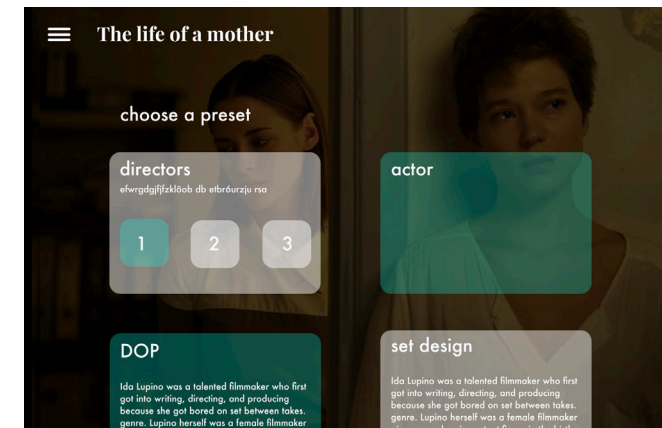 The life of a mother
choose a preset
directors
efwrgdgjfjfzklöob db etbr6urzju rsa
1 2 3
actor
DOP
Ida Lupino was a talented filmmaker who first
got into writing, directing, and producing
because she got bored on set between takes.
genre. Lupino herself was a female filmmaker
set design
Ida Lupino was a talented filmmaker who first
got into writing, directing, and producing
because she got bored on set between takes.
genre. Lupino herself was a female filmmaker